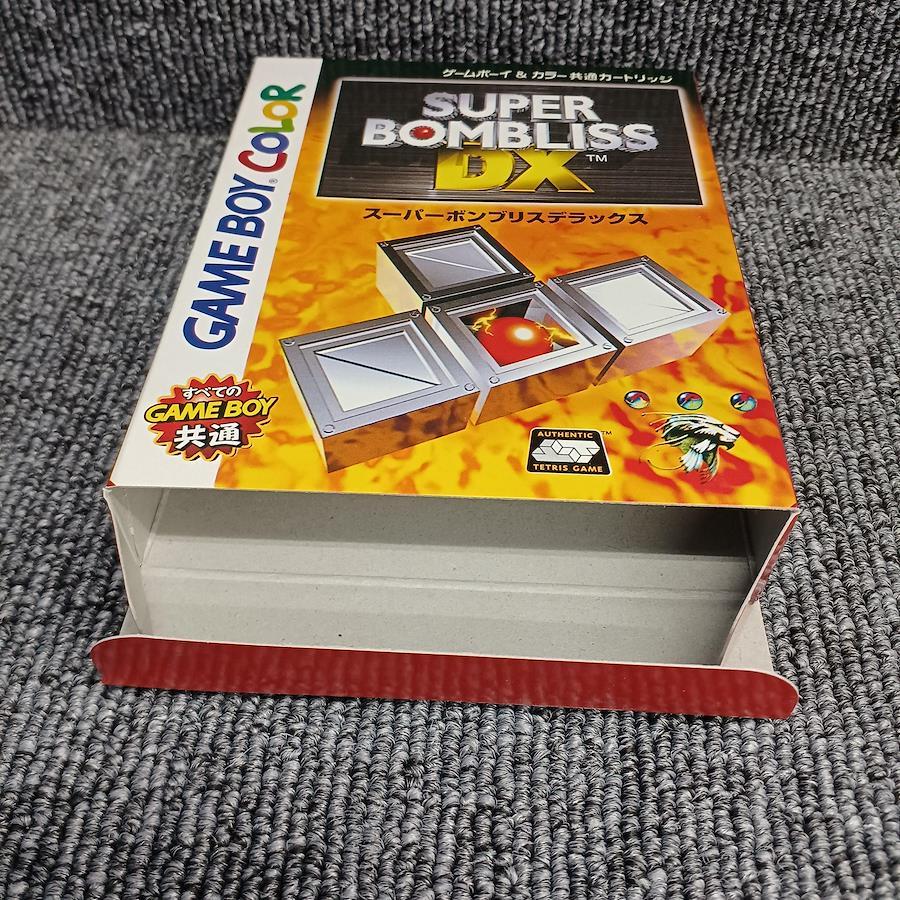 ゲームボーイ & カラー共通カートリッジ
SUPER
BOMBLISS
DX™
スーパーボンブリスデラックス
GAME BOY® COLOR
すべての
GAME BOY
共通
AUTHENTIC
TETRIS GAME™